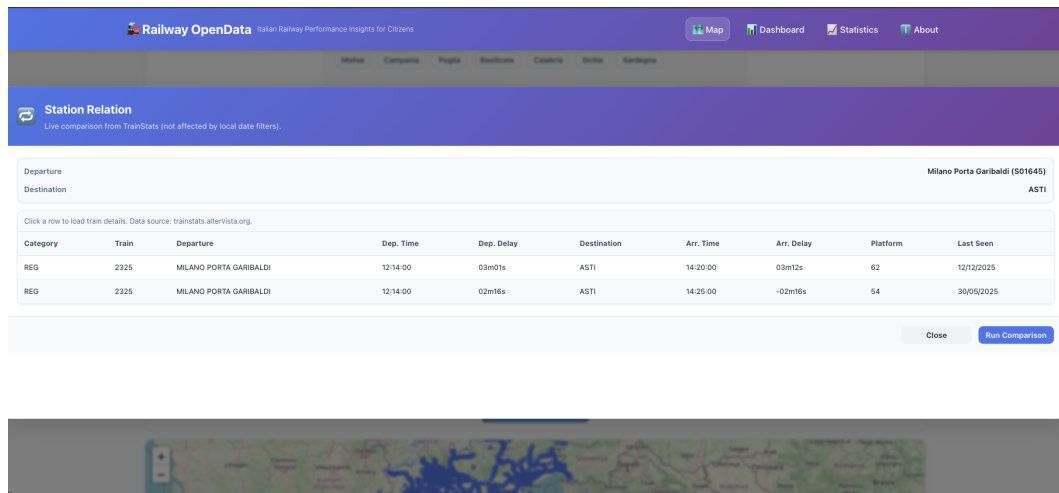 Railway OpenData Italian Railway Performance Insights for Citizens Map Dashboard Statistics About
Molise Campania Puglia Basilicata Calabria Sicilia Sardegna
Station Relation
Live comparison from TrainStats (not affected by local date filters).
Departure Milano Porta Garibaldi (S01645)
Destination ASTI
Click a row to load train details. Data source: trainstats.altervista.org.
Category Train Departure Dep. Time Dep. Delay Destination Arr. Time Arr. Delay Platform Last Seen
REG 2325 MILANO PORTA GARIBALDI 12:14:00 03m01s ASTI 14:20:00 03m12s 62 12/12/2025
REG 2325 MILANO PORTA GARIBALDI 12:14:00 02m16s ASTI 14:25:00 -02m16s 54 30/05/2025
Close Run Comparison
+
−